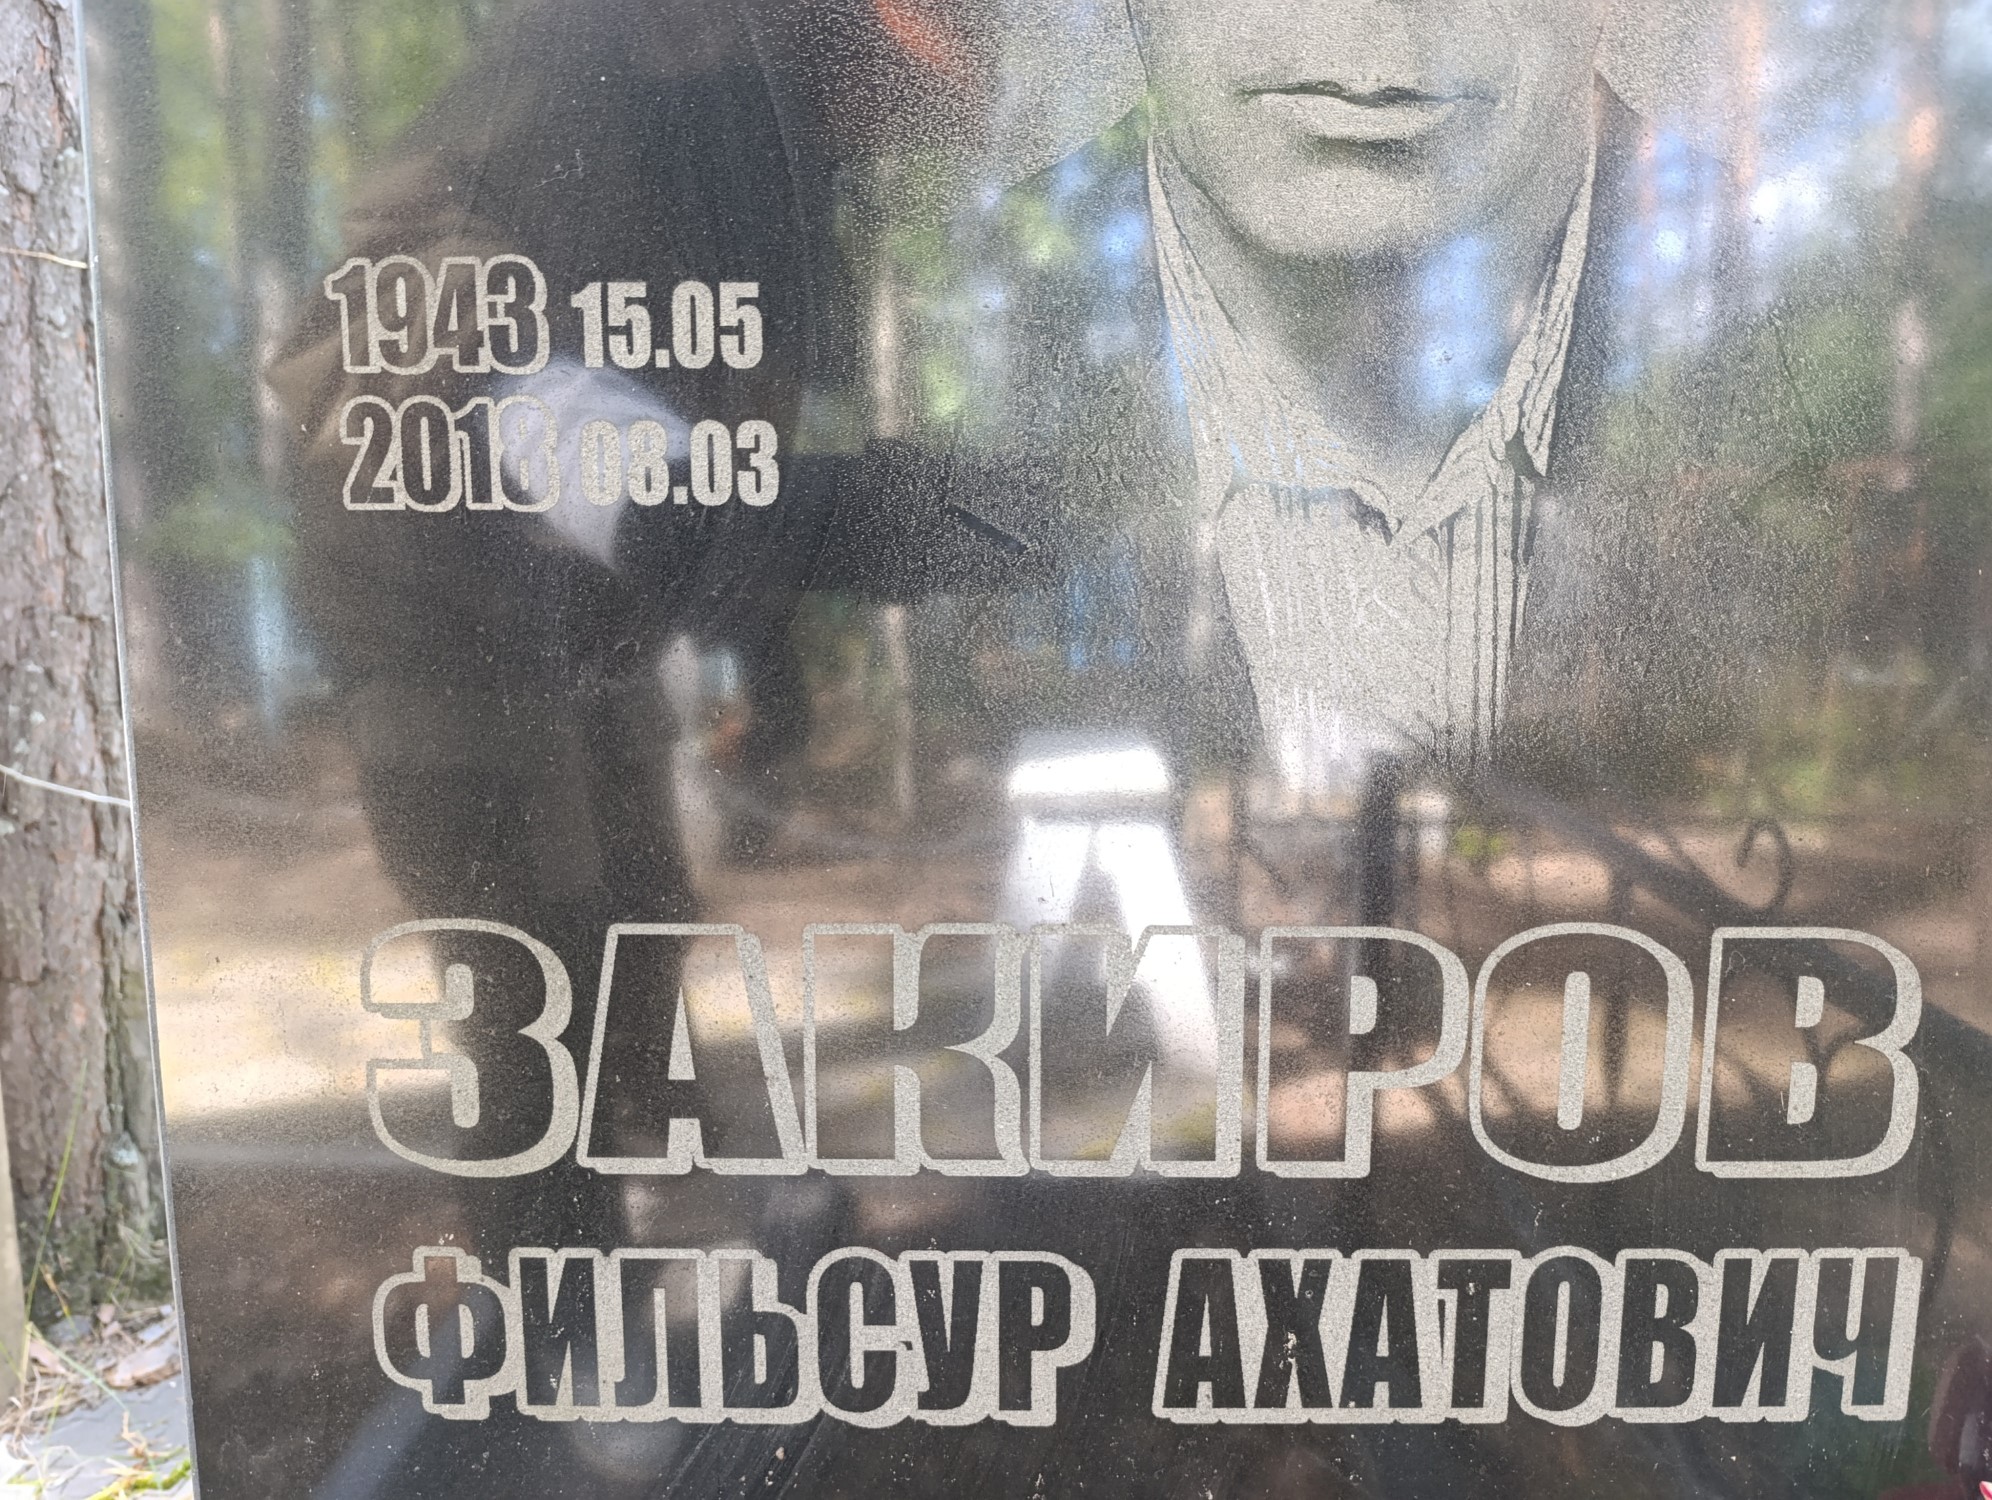 1943 15.05
2018 08.03
ЗАКИРОВ
ФИЛЬСУР АХАТОВИЧ